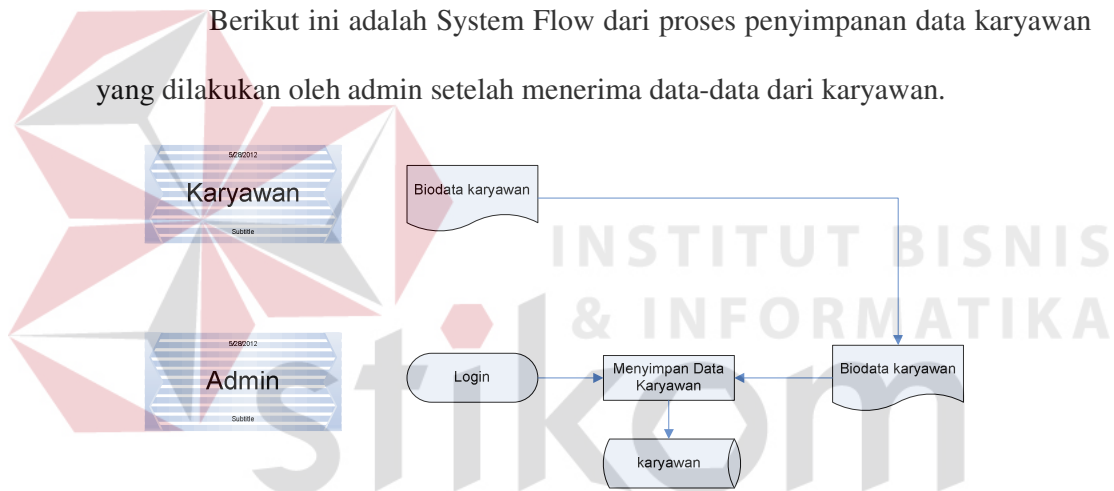 Berikut ini adalah System Flow dari proses penyimpanan data karyawan
yang dilakukan oleh admin setelah menerima data-data dari karyawan.
5/28/2012
Karyawan
Subtitle
Biodata karyawan
INSTITUT BISNIS
& INFORMATIKA
stikom
5/28/2012
Admin
Subtitle
Login
Menyimpan Data
Karyawan
Biodata karyawan
karyawan